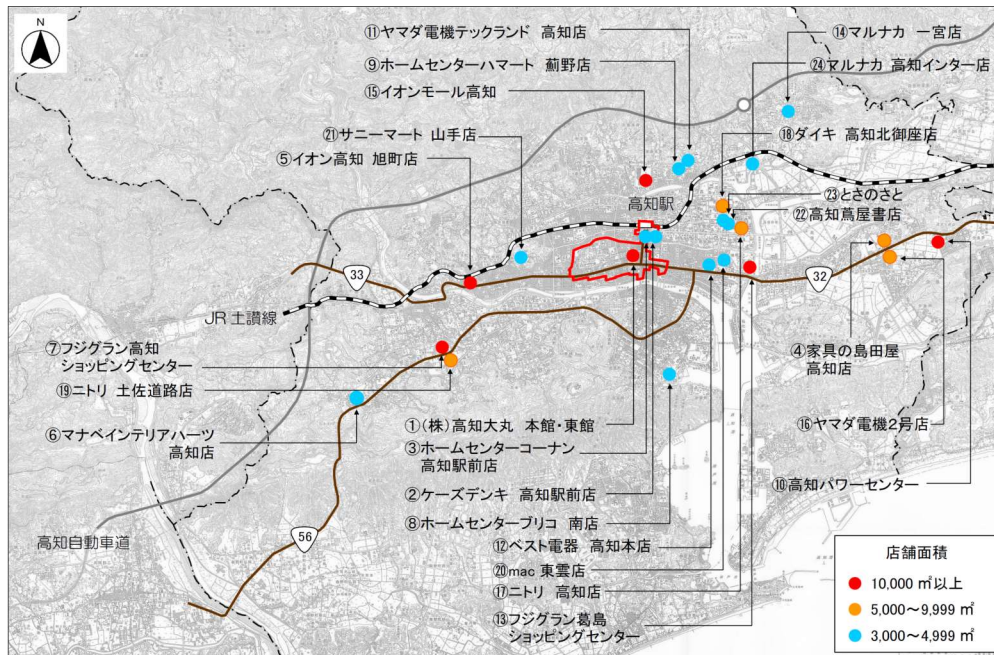 N
⑪ヤマダ電機テックランド 高知店
⑨ホームセンターハマート 薊野店
⑮イオンモール高知
㉑サニーマート 山手店
⑤イオン高知 旭町店
⑭マルナカ 一宮店
㉔マルナカ 高知インター店
⑱ダイキ 高知北御座店
高知駅
㉓とさのさと
㉒高知蔦屋書店
33
32
JR土讃線
⑦フジグラン高知
ショッピングセンター
⑲ニトリ 土佐道路店
⑥マナベインテリアハーツ
高知店
④家具の島田屋
高知店
①(株)高知大丸 本館・東館
③ホームセンターコーナン
高知駅前店
②ケーズデンキ 高知駅前店
⑧ホームセンターブリコ 南店
⑯ヤマダ電機2号店
⑩高知パワーセンター
⑫ベスト電器 高知本店
⑳mac 東雲店
⑰ニトリ 高知店
⑬フジグラン葛島
ショッピングセンター
高知自動車道
56
店舗面積
10,000 ㎡以上
5,000～9,999 ㎡
3,000～4,999 ㎡